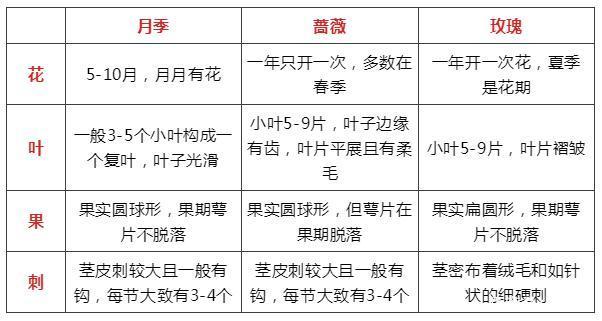 月季
蔷薇
玫瑰
花
5-10月，月月有花
一年只开一次，多数在
春季
一年开一次花，夏季
是花期
叶
一般3-5个小叶构成一
个复叶，叶子光滑
小叶5-9片，叶子边缘
有齿，叶片平展且有柔
毛
小叶5-9片，叶片褶皱
果
果实圆球形，果期萼
片不脱落
果实圆球形，但萼片在
果期脱落
果实扁圆形，果期萼
片不脱落
刺
茎皮刺较大且一般有
钩，每节大致有3-4个
茎皮刺较大且一般有
钩，每节大致有3-4个
茎密布着绒毛和如针
状的细硬刺